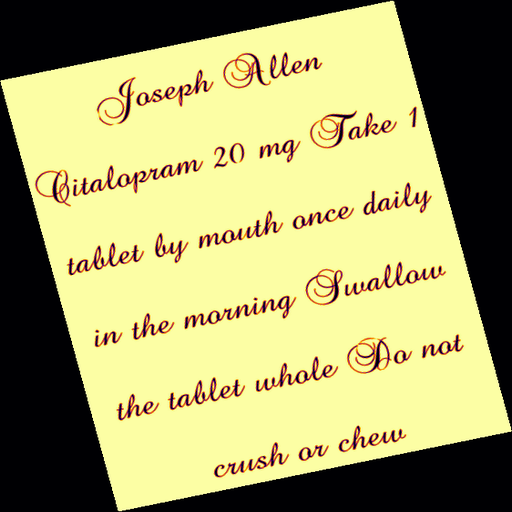 Joseph Allen
Citalopram 20 mg Take 1
tablet by mouth once daily
in the morning Swallow
the tablet whole Do not
crush or chew